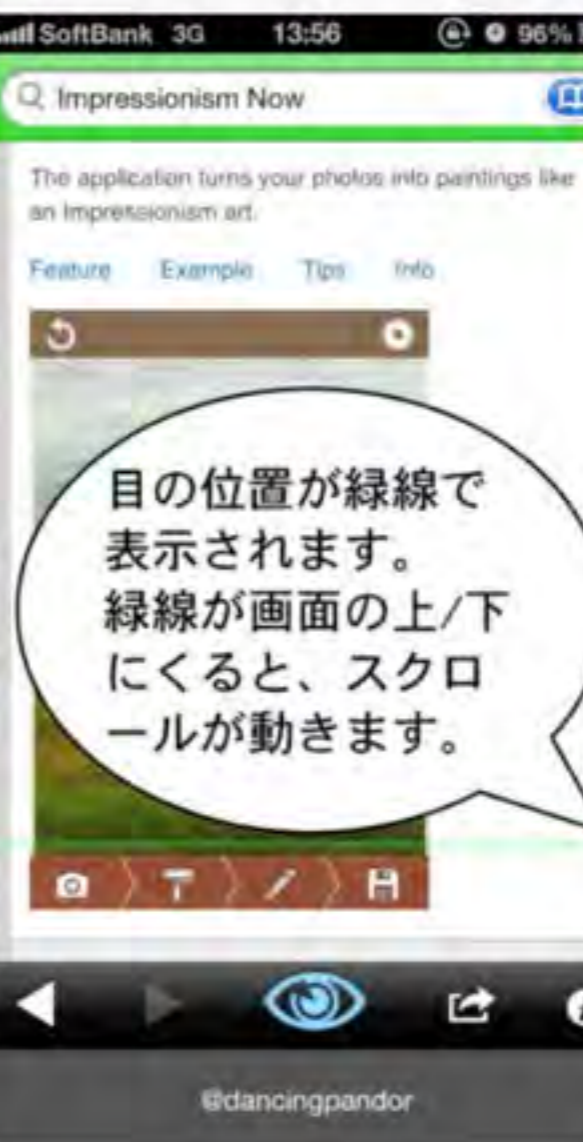 SoftBank 3G 13:56 96%
Impressionism Now
The application turns your photos into paintings like
an Impressionism art.
Feature Example Tips Info
目の位置が緑線で
表示されます。
緑線が画面の上/下
にくると、スクロ
ールが動きます。
@dancingpandor